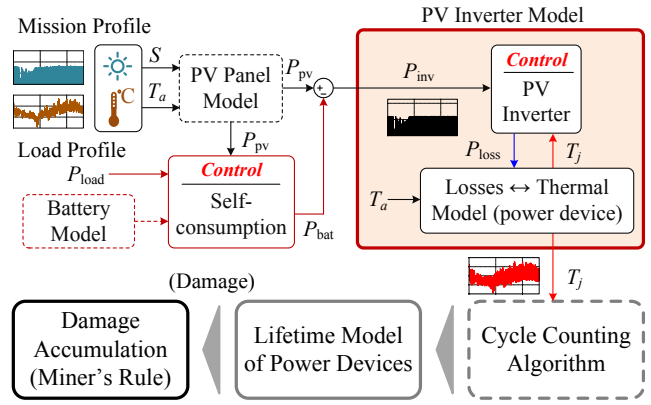 Mission Profile
PV Inverter Model
S
T_a
°C
PV Panel
Model
P_pv
+
−
P_inv
Control
PV
Inverter
Load Profile
P_pv
P_load
Control
Self-
consumption
Battery
Model
P_bat
P_loss
T_j
T_a
Losses ↔ Thermal
Model (power device)
T_j
(Damage)
Damage
Accumulation
(Miner's Rule)
Lifetime Model
of Power Devices
Cycle Counting
Algorithm